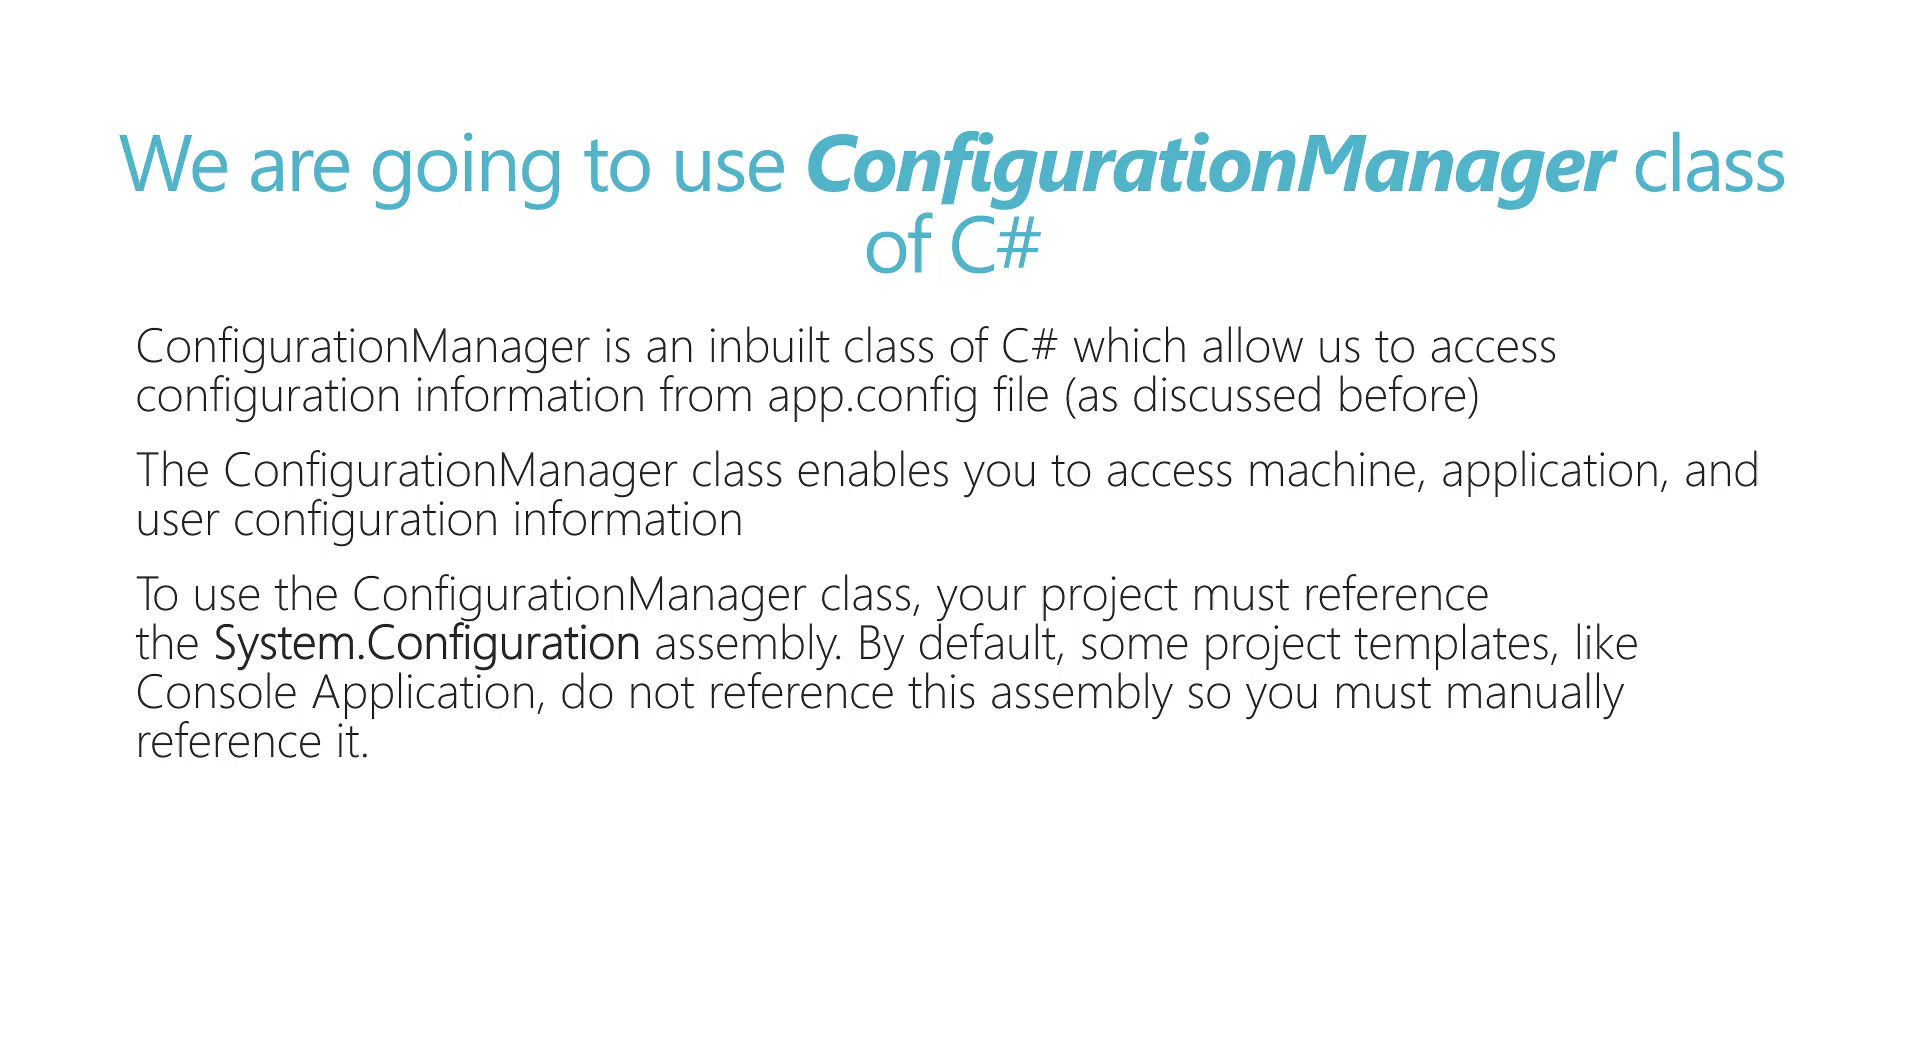 We are going to use ConfigurationManager class
of C#
ConfigurationManager is an inbuilt class of C# which allow us to access
configuration information from app.config file (as discussed before)
The ConfigurationManager class enables you to access machine, application, and
user configuration information
To use the ConfigurationManager class, your project must reference
the System.Configuration assembly. By default, some project templates, like
Console Application, do not reference this assembly so you must manually
reference it.